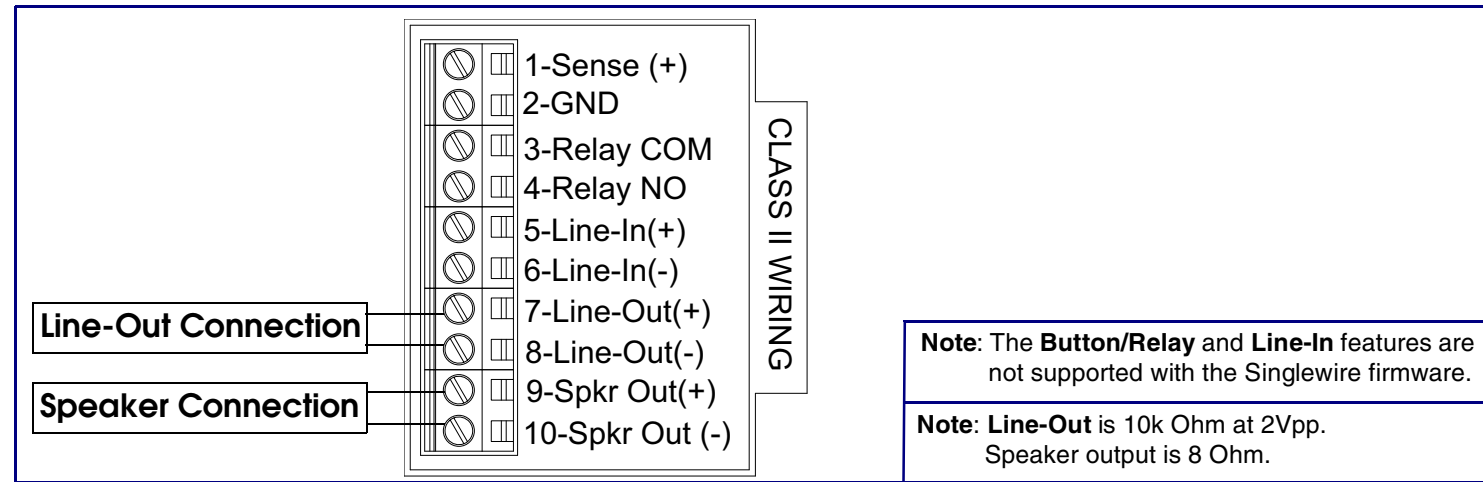 1-Sense (+)
2-GND
3-Relay COM
4-Relay NO
5-Line-In(+)
6-Line-In(-)
7-Line-Out(+)
8-Line-Out(-)
9-Spkr Out(+)
10-Spkr Out (-)
CLASS II WIRING
Line-Out Connection
Speaker Connection
Note: The Button/Relay and Line-In features are
not supported with the Singlewire firmware.
Note: Line-Out is 10k Ohm at 2Vpp.
Speaker output is 8 Ohm.